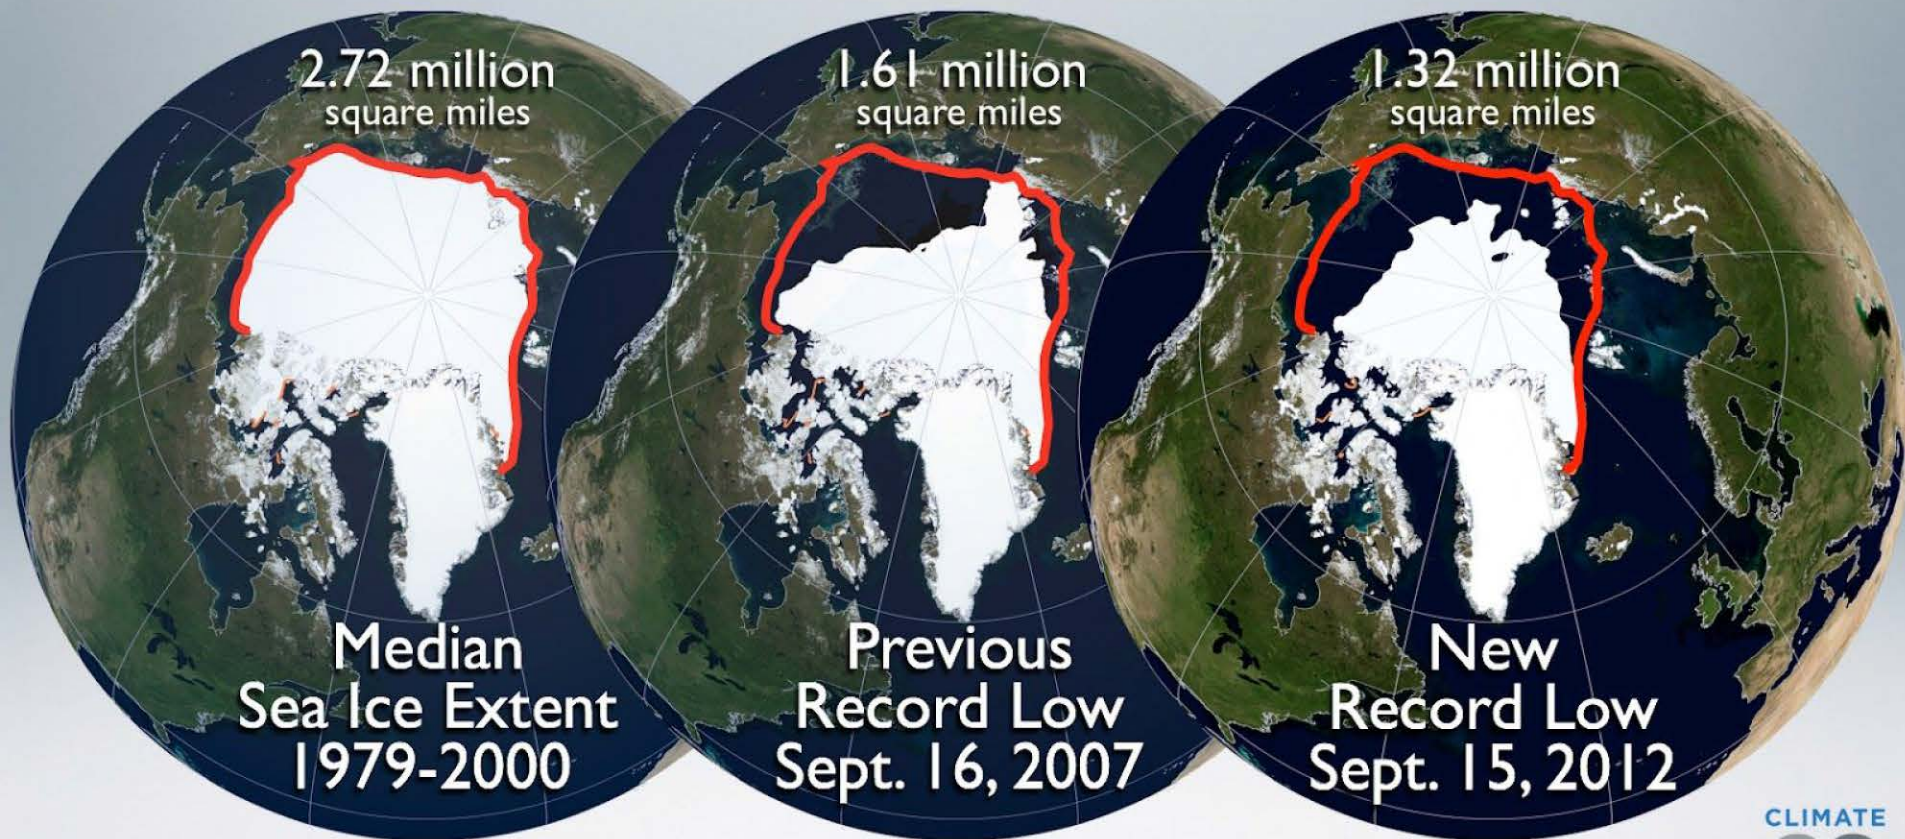 2.72 million
square miles
1.61 million
square miles
1.32 million
square miles
Median
Sea Ice Extent
1979-2000
Previous
Record Low
Sept. 16, 2007
New
Record Low
Sept. 15, 2012
CLIMATE